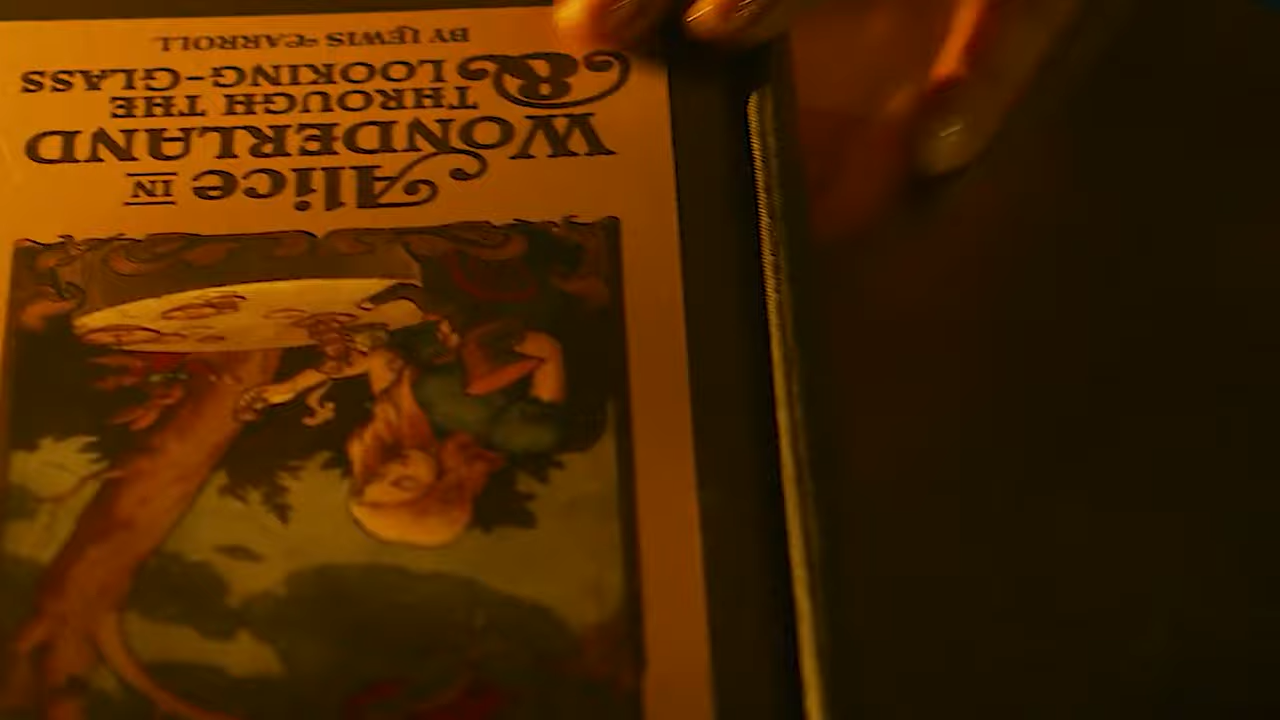 Alice IN
WONDERLAND
& THROUGH THE
LOOKING-GLASS
BY LEWIS CARROLL